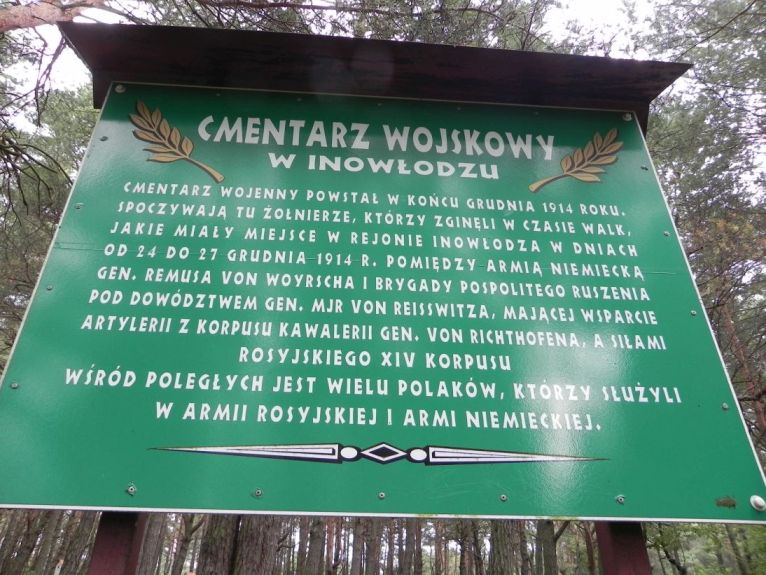 CMENTARZ WOJSKOWY
W INOWŁODZU
CMENTARZ WOJENNY POWSTAŁ W KOŃCU GRUDNIA 1914 ROKU.
SPOCZYWAJĄ TU ŻOŁNIERZE, KTÓRZY ZGINĘLI W CZASIE WALK,
JAKIE MIAŁY MIEJSCE W REJONIE INOWŁODZA W DNIACH
OD 24 DO 27 GRUDNIA 1914 R. POMIĘDZY ARMIĄ NIEMIECKĄ
GEN. REMUSA VON WOYRSCHA I BRYGADY POSPOLITEGO RUSZENIA
POD DOWÓDZTWEM GEN. MJR VON REISSWITZA, MAJĄCEJ WSPARCIE
ARTYLERII Z KORPUSU KAWALERII GEN. VON RICHTHOFENA, A SIŁAMI
ROSYJSKIEGO XIV KORPUSU
WŚRÓD POLEGŁYCH JEST WIELU POLAKÓW, KTÓRZY SŁUŻYLI
W ARMII ROSYJSKIEJ I ARMI NIEMIECKIEJ.